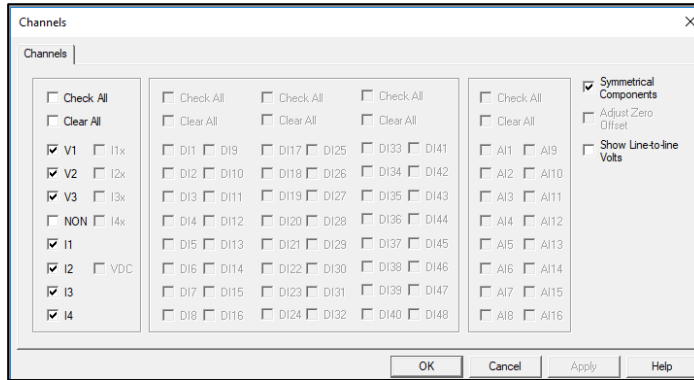 Channels
Channels
Check All Check All Check All Check All Check All Symmetrical
Components
Clear All Clear All Clear All Clear All Clear All Adjust Zero
Offset
V1 I1x DI1 DI9 DI17 DI25 DI33 DI41 AI1 AI9 Show Line-to-line
Volts
V2 I2x DI2 DI10 DI18 DI26 DI34 DI42 AI2 AI10
V3 I3x DI3 DI11 DI19 DI27 DI35 DI43 AI3 AI11
NON I4x DI4 DI12 DI20 DI28 DI36 DI44 AI4 AI12
I1 DI5 DI13 DI21 DI29 DI37 DI45 AI5 AI13
I2 VDC DI6 DI14 DI22 DI30 DI38 DI46 AI6 AI14
I3 DI7 DI15 DI23 DI31 DI39 DI47 AI7 AI15
I4 DI8 DI16 DI24 DI32 DI40 DI48 AI8 AI16
OK Cancel Apply Help